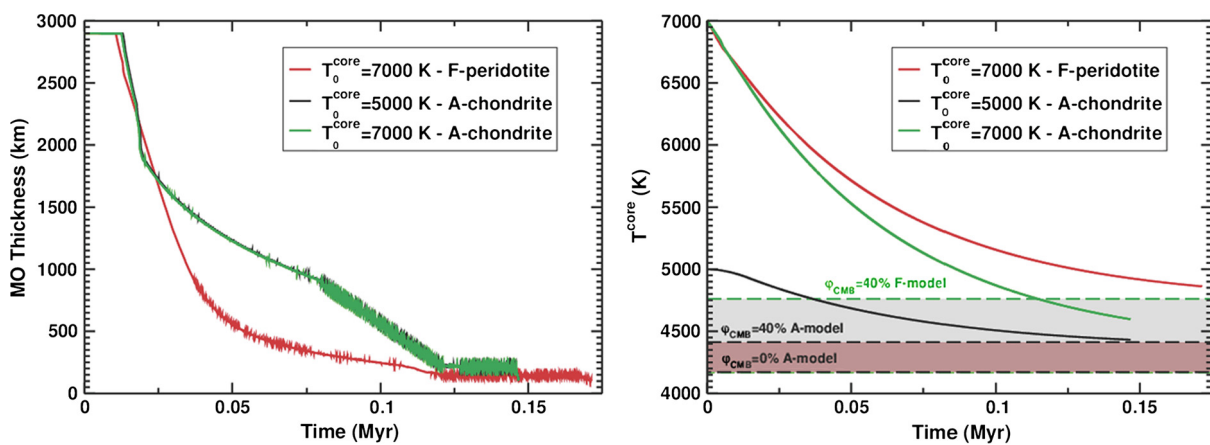 3000
2500
2000
1500
1000
500
0
MO Thickness (km)
T₀ᶜᵒʳᵉ=7000 K - F-peridotite
T₀ᶜᵒʳᵉ=5000 K - A-chondrite
T₀ᶜᵒʳᵉ=7000 K - A-chondrite
0 0.05 0.1 0.15
Time (Myr)
7000
6500
6000
5500
5000
4500
4000
Tᶜᵒʳᵉ (K)
T₀ᶜᵒʳᵉ=7000 K - F-peridotite
T₀ᶜᵒʳᵉ=5000 K - A-chondrite
T₀ᶜᵒʳᵉ=7000 K - A-chondrite
φCMB=40% F-model
φCMB=40% A-model
φCMB=0% A-model
0 0.05 0.1 0.15
Time (Myr)